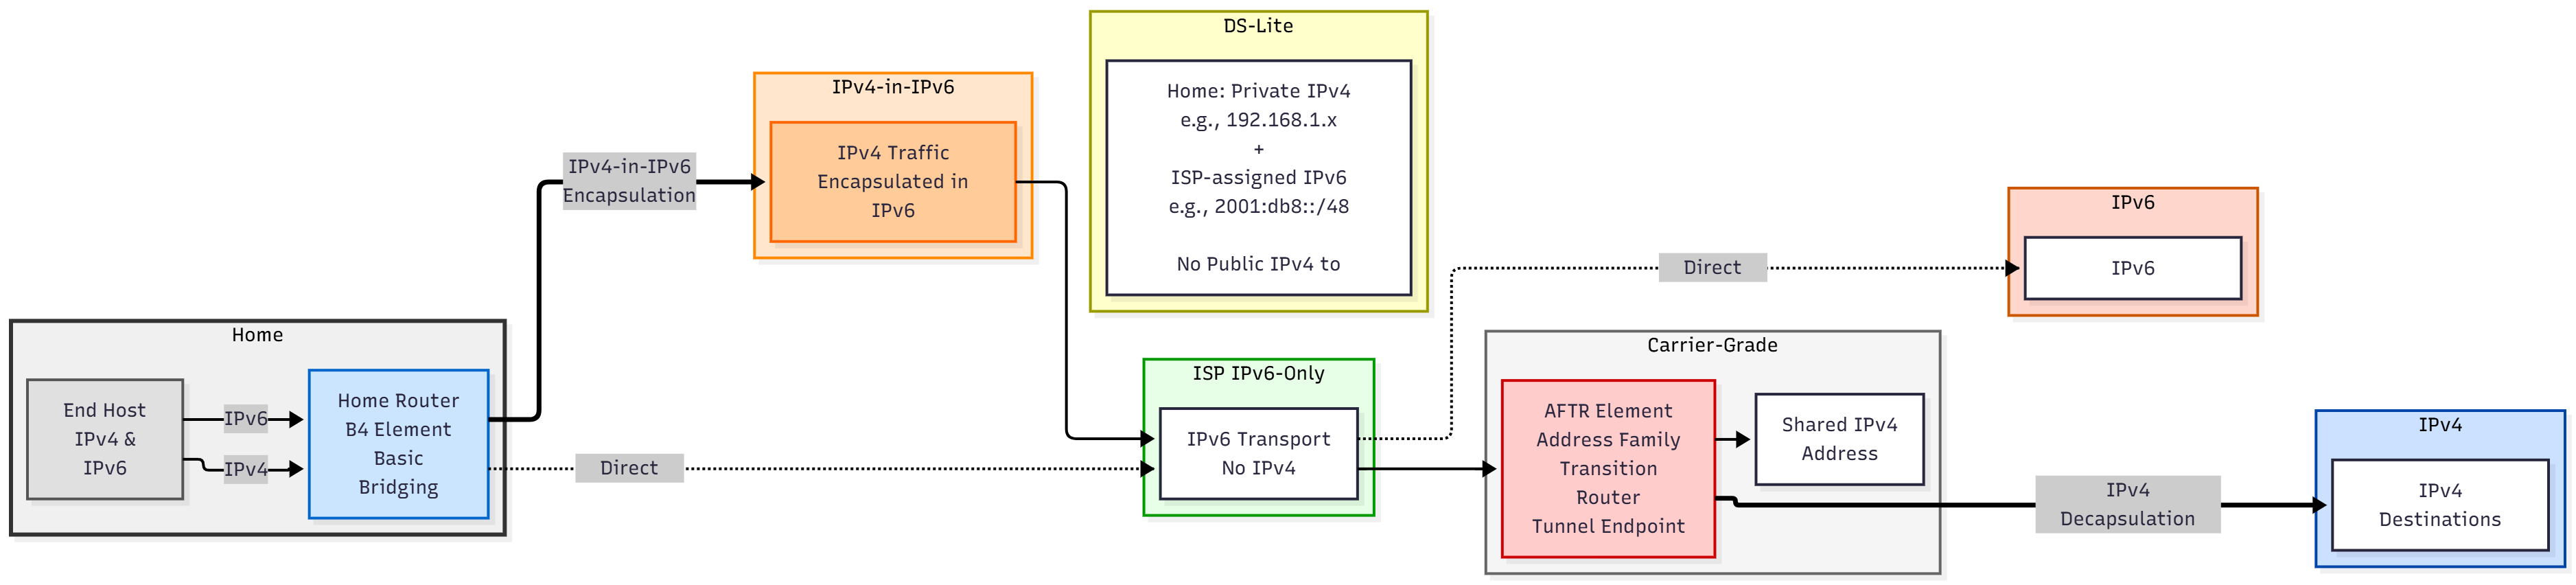 Home
End Host
IPv4 &
IPv6
IPv6
IPv4
Home Router
B4 Element
Basic
Bridging
IPv4-in-IPv6
Encapsulation
Direct
IPv4-in-IPv6
IPv4 Traffic
Encapsulated in
IPv6
DS-Lite
Home: Private IPv4
e.g., 192.168.1.x
+
ISP-assigned IPv6
e.g., 2001:db8::/48
No Public IPv4 to
ISP IPv6-Only
IPv6 Transport
No IPv4
Direct
Carrier-Grade
AFTR Element
Address Family
Transition
Router
Tunnel Endpoint
Shared IPv4
Address
IPv6
IPv6
IPv4
Decapsulation
IPv4
IPv4
Destinations